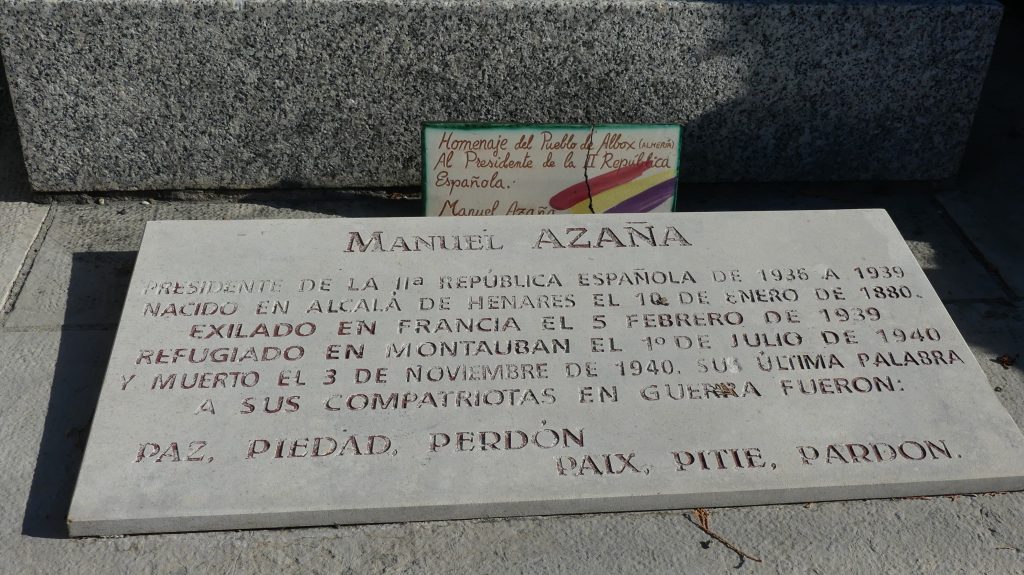 Homenaje del Pueblo de Albox (ALMERÍA)
Al Presidente de la II República
Española.
Manuel Azaña
MANUEL AZAÑA
PRESIDENTE DE LA IIª REPÚBLICA ESPAÑOLA DE 1936 A 1939
NACIDO EN ALCALÁ DE HENARES EL 10 DE ENERO DE 1880.
EXILADO EN FRANCIA EL 5 FEBRERO DE 1939
REFUGIADO EN MONTAUBAN EL 1º DE JULIO DE 1940
Y MUERTO EL 3 DE NOVIEMBRE DE 1940. SUS ÚLTIMA PALABRA
A SUS COMPATRIOTAS EN GUERRA FUERON:
PAZ, PIEDAD, PERDÓN
PAIX, PITIE, PARDON.